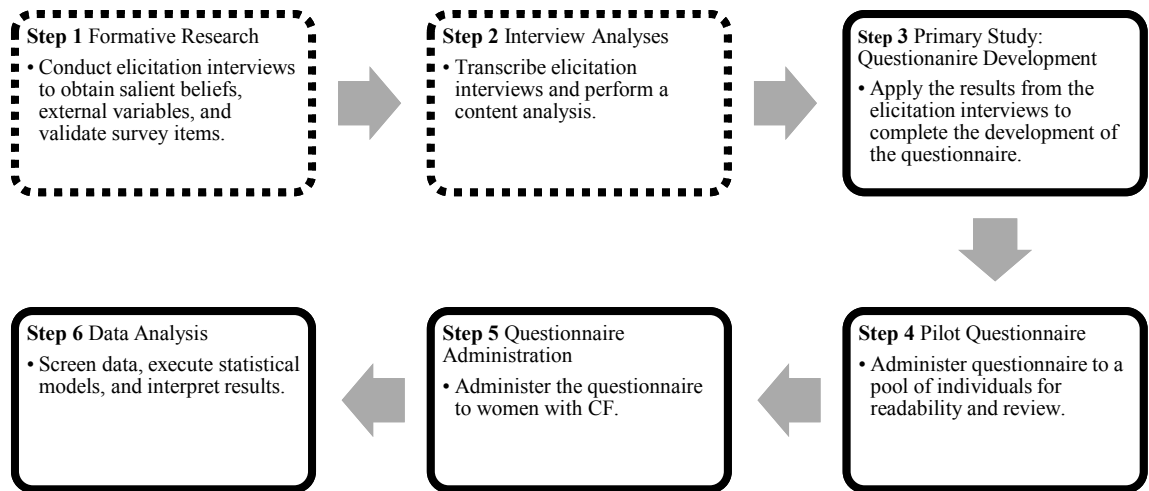 Step 1 Formative Research
• Conduct elicitation interviews
to obtain salient beliefs,
external variables, and
validate survey items.
Step 2 Interview Analyses
• Transcribe elicitation
interviews and perform a
content analysis.
Step 3 Primary Study:
Questionanire Development
• Apply the results from the
elicitation interviews to
complete the development of
the questionnaire.
Step 4 Pilot Questionnaire
• Administer questionnaire to a
pool of individuals for
readability and review.
Step 5 Questionnaire
Administration
• Administer the questionnaire
to women with CF.
Step 6 Data Analysis
• Screen data, execute statistical
models, and interpret results.